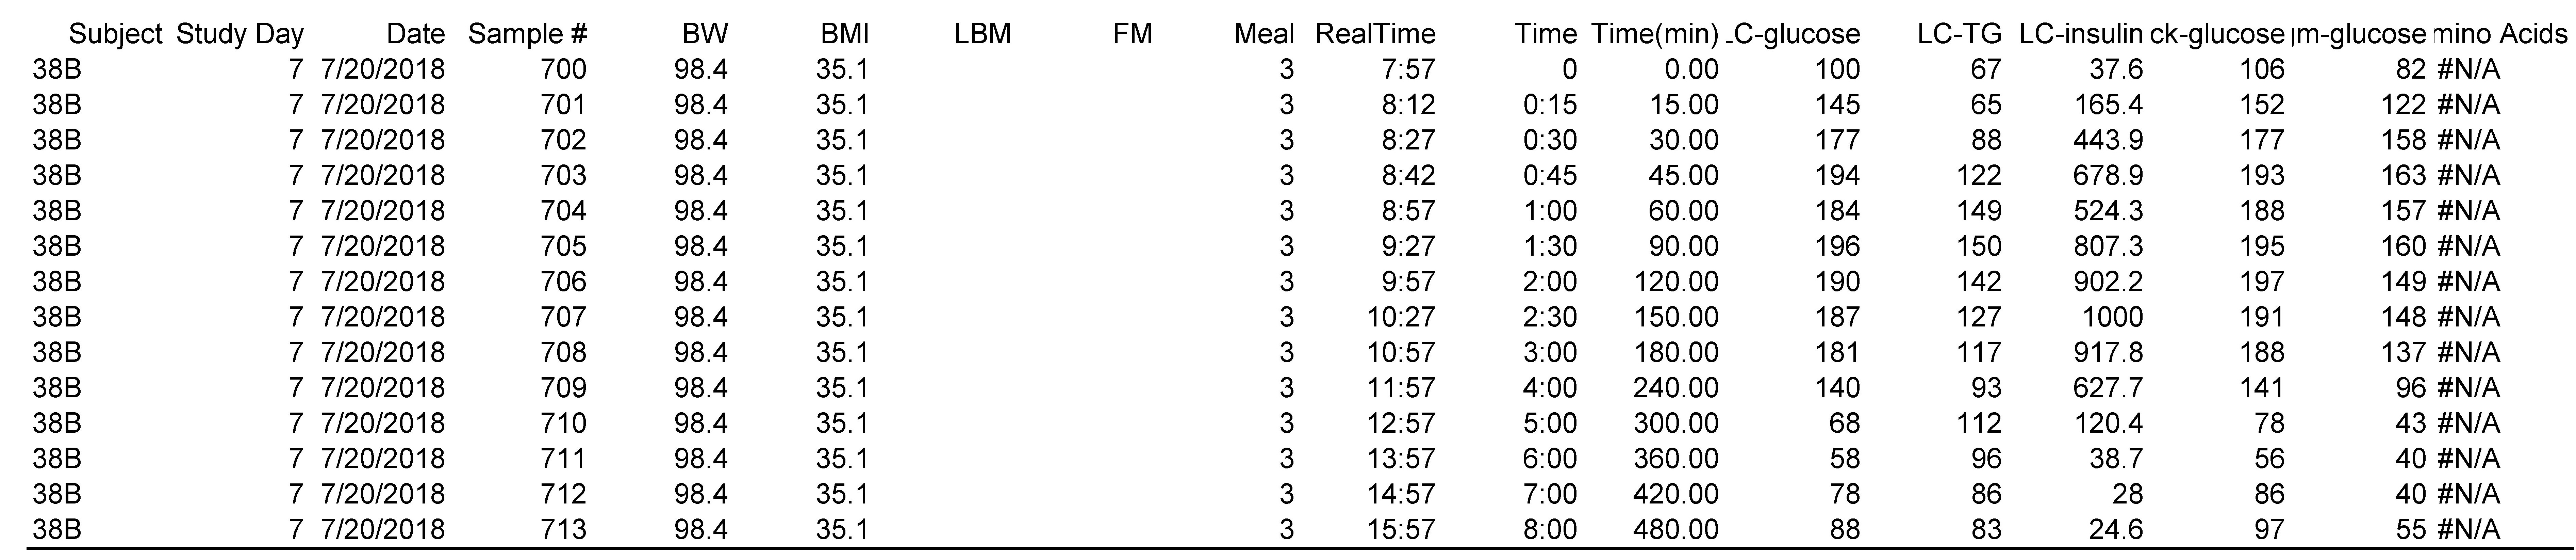 Subject Study Day Date Sample # BW BMI LBM FM Meal RealTime Time Time(min) C-glucose LC-TG LC-insulin ck-glucose m-glucose mino Acids
38B 7 7/20/2018 700 98.4 35.1 3 7:57 0 0.00 100 67 37.6 106 82 #N/A
38B 7 7/20/2018 701 98.4 35.1 3 8:12 0:15 15.00 145 65 165.4 152 122 #N/A
38B 7 7/20/2018 702 98.4 35.1 3 8:27 0:30 30.00 177 88 443.9 177 158 #N/A
38B 7 7/20/2018 703 98.4 35.1 3 8:42 0:45 45.00 194 122 678.9 193 163 #N/A
38B 7 7/20/2018 704 98.4 35.1 3 8:57 1:00 60.00 184 149 524.3 188 157 #N/A
38B 7 7/20/2018 705 98.4 35.1 3 9:27 1:30 90.00 196 150 807.3 195 160 #N/A
38B 7 7/20/2018 706 98.4 35.1 3 9:57 2:00 120.00 190 142 902.2 197 149 #N/A
38B 7 7/20/2018 707 98.4 35.1 3 10:27 2:30 150.00 187 127 1000 191 148 #N/A
38B 7 7/20/2018 708 98.4 35.1 3 10:57 3:00 180.00 181 117 917.8 188 137 #N/A
38B 7 7/20/2018 709 98.4 35.1 3 11:57 4:00 240.00 140 93 627.7 141 96 #N/A
38B 7 7/20/2018 710 98.4 35.1 3 12:57 5:00 300.00 68 112 120.4 78 43 #N/A
38B 7 7/20/2018 711 98.4 35.1 3 13:57 6:00 360.00 58 96 38.7 56 40 #N/A
38B 7 7/20/2018 712 98.4 35.1 3 14:57 7:00 420.00 78 86 28 86 40 #N/A
38B 7 7/20/2018 713 98.4 35.1 3 15:57 8:00 480.00 88 83 24.6 97 55 #N/A